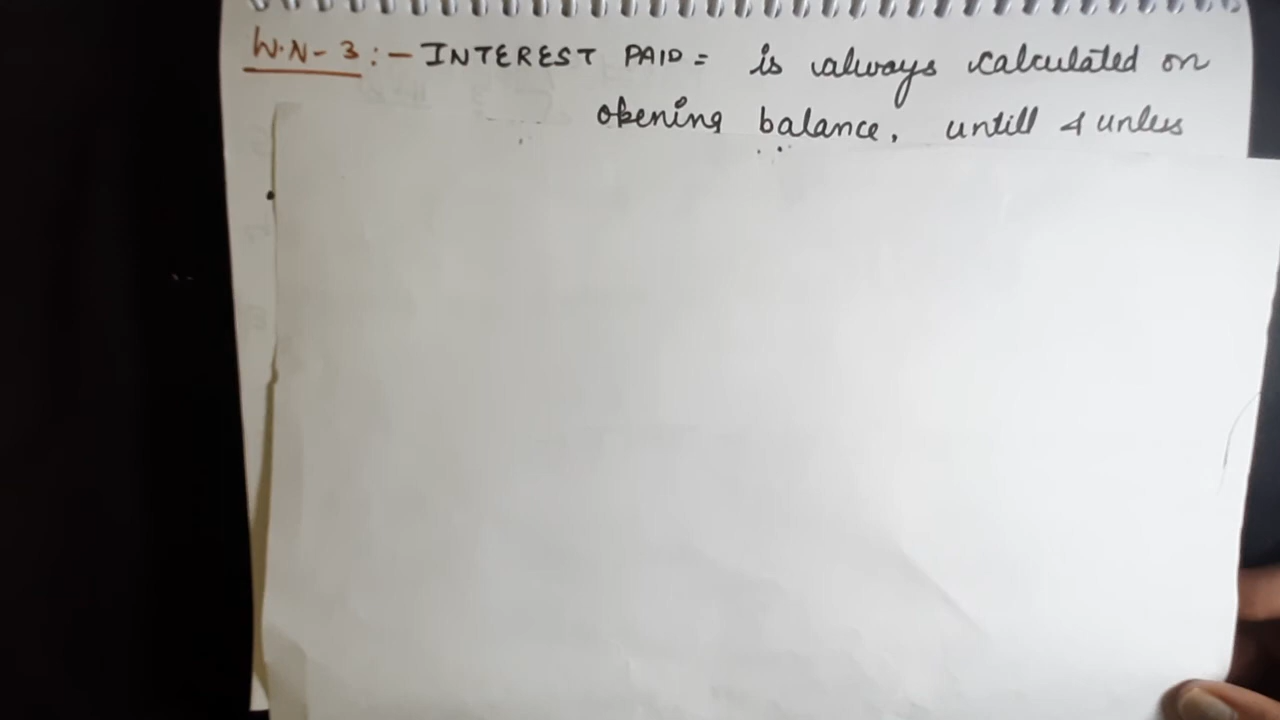 W.N-3:- INTEREST PAID = is always calculated on
opening balance, untill & unless